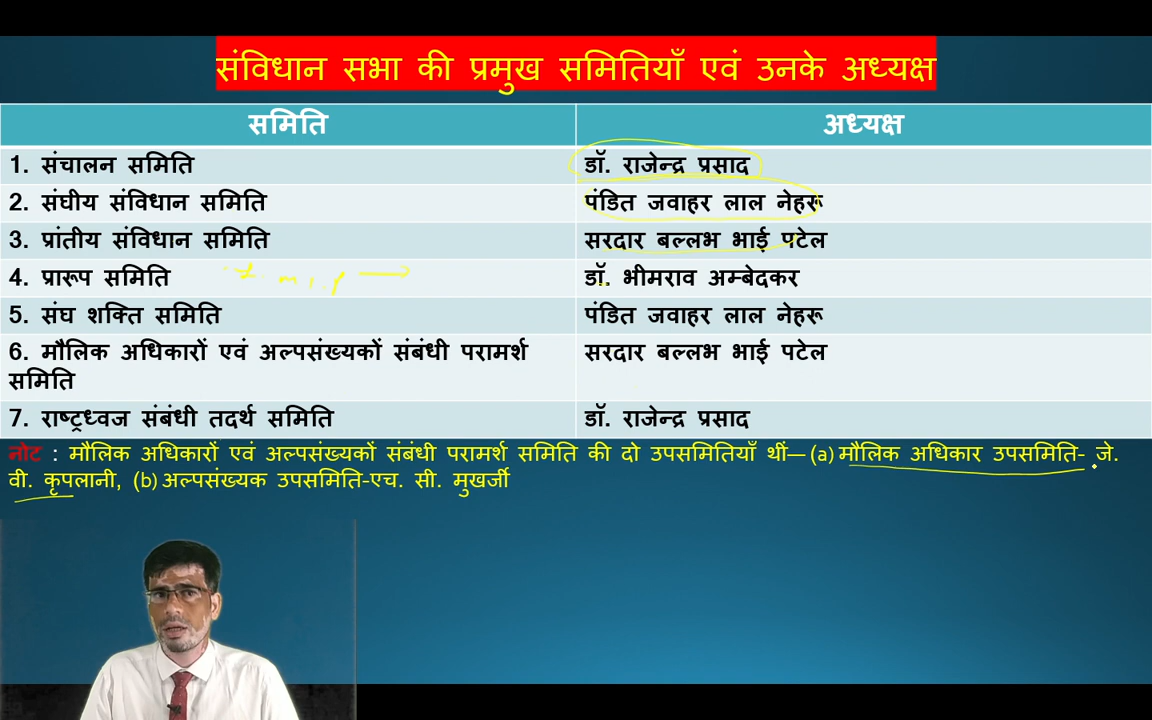 संविधान सभा की प्रमुख समितियाँ एवं उनके अध्यक्ष
समिति अध्यक्ष
1. संचालन समिति डॉ. राजेन्द्र प्रसाद
2. संघीय संविधान समिति पंडित जवाहर लाल नेहरू
3. प्रांतीय संविधान समिति सरदार बल्लभ भाई पटेल
4. प्रारूप समिति डॉ. भीमराव अम्बेदकर
5. संघ शक्ति समिति पंडित जवाहर लाल नेहरू
6. मौलिक अधिकारों एवं अल्पसंख्यकों संबंधी परामर्श सरदार बल्लभ भाई पटेल
समिति
7. राष्ट्रध्वज संबंधी तदर्थ समिति डॉ. राजेन्द्र प्रसाद
नोट : मौलिक अधिकारों एवं अल्पसंख्यकों संबंधी परामर्श समिति की दो उपसमितियाँ थीं—(a) मौलिक अधिकार उपसमिति- जे.
वी. कृपलानी, (b) अल्पसंख्यक उपसमिति-एच. सी. मुखर्जी